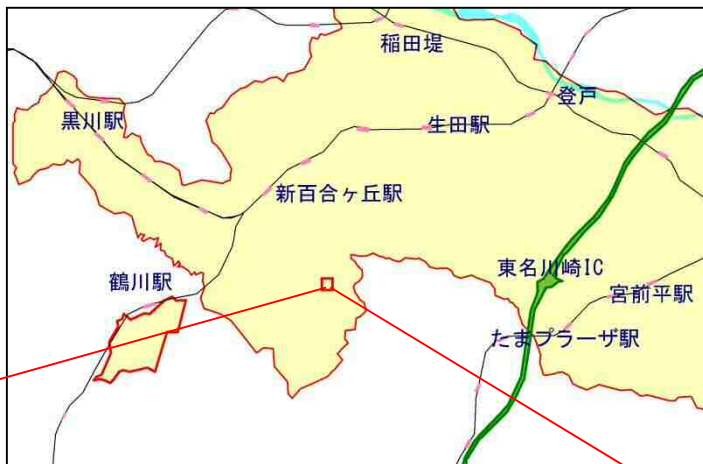 稲田堤
登戸
黒川駅
生田駅
新百合ヶ丘駅
鶴川駅
東名川崎IC
宮前平駅
たまプラーザ駅